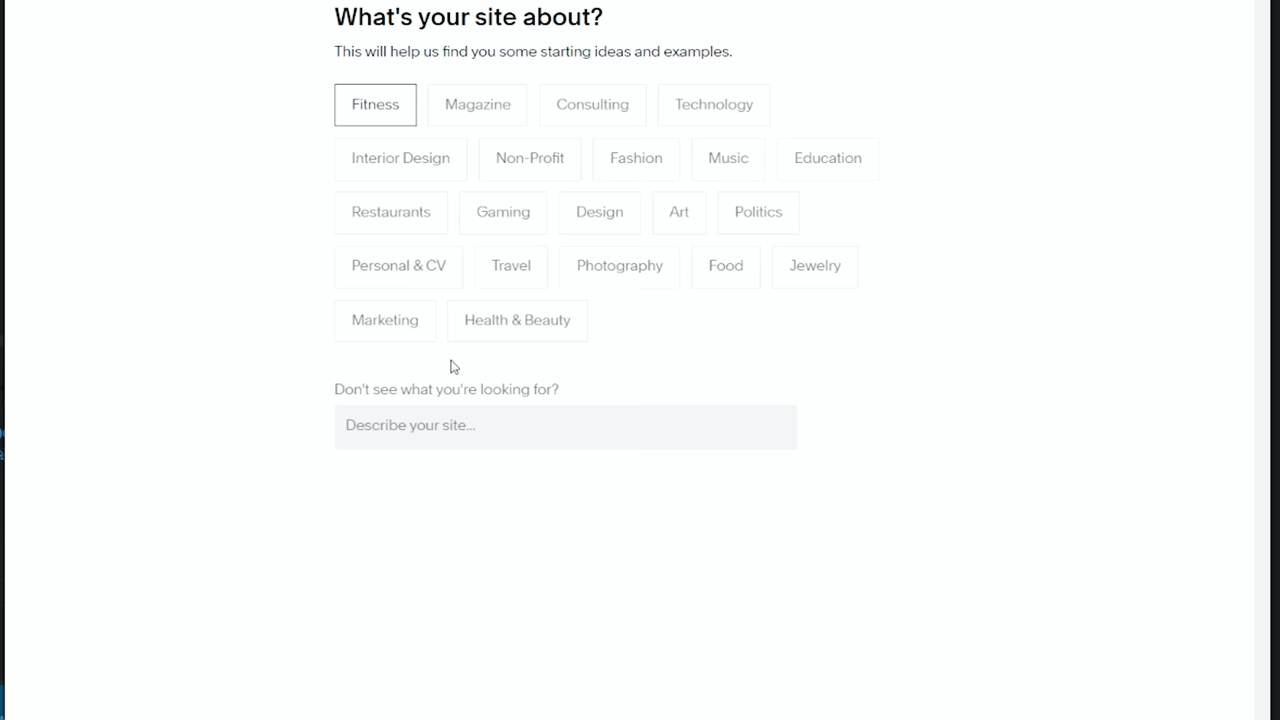 What's your site about?
This will help us find you some starting ideas and examples.
Fitness Magazine Consulting Technology
Interior Design Non-Profit Fashion Music Education
Restaurants Gaming Design Art Politics
Personal & CV Travel Photography Food Jewelry
Marketing Health & Beauty
Don't see what you're looking for?
Describe your site...